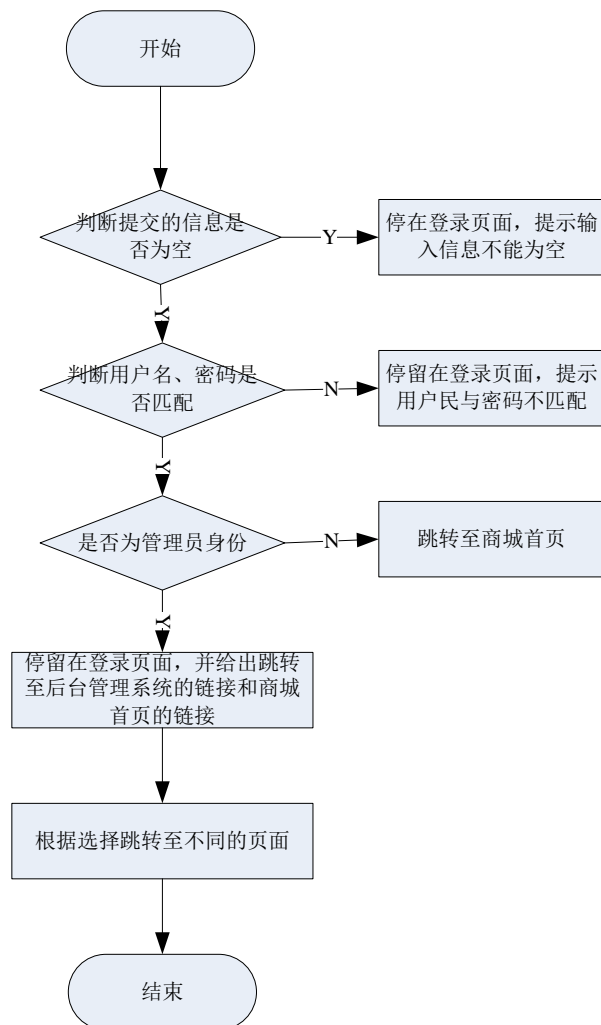 开始
判断提交的信息是
否为空
Y
停在登录页面，提示输
入信息不能为空
Y
判断用户名、密码是
否匹配
N
停留在登录页面，提示
用户民与密码不匹配
Y
是否为管理员身份
N
跳转至商城首页
Y
停留在登录页面，并给出跳转
至后台管理系统的链接和商城
首页的链接
根据选择跳转至不同的页面
结束